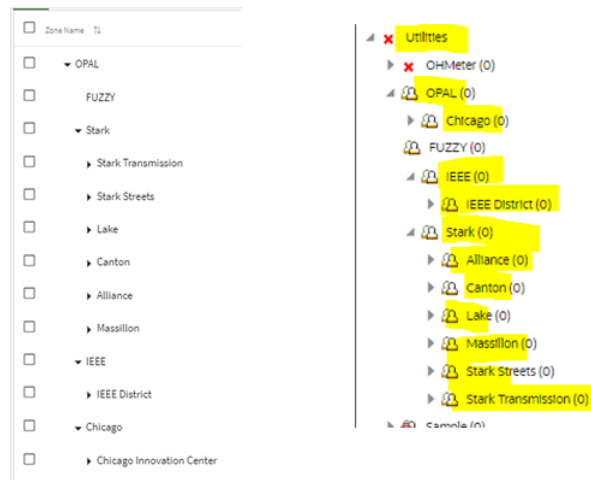 Zone Name
OPAL
FUZZY
Stark
Stark Transmission
Stark Streets
Lake
Canton
Alliance
Massillon
IEEE
IEEE District
Chicago
Chicago Innovation Center
Utilities
OHMeter (0)
OPAL (0)
Chicago (0)
FUZZY (0)
IEEE (0)
IEEE District (0)
Stark (0)
Alliance (0)
Canton (0)
Lake (0)
Massillon (0)
Stark Streets (0)
Stark Transmission (0)
Sample (0)